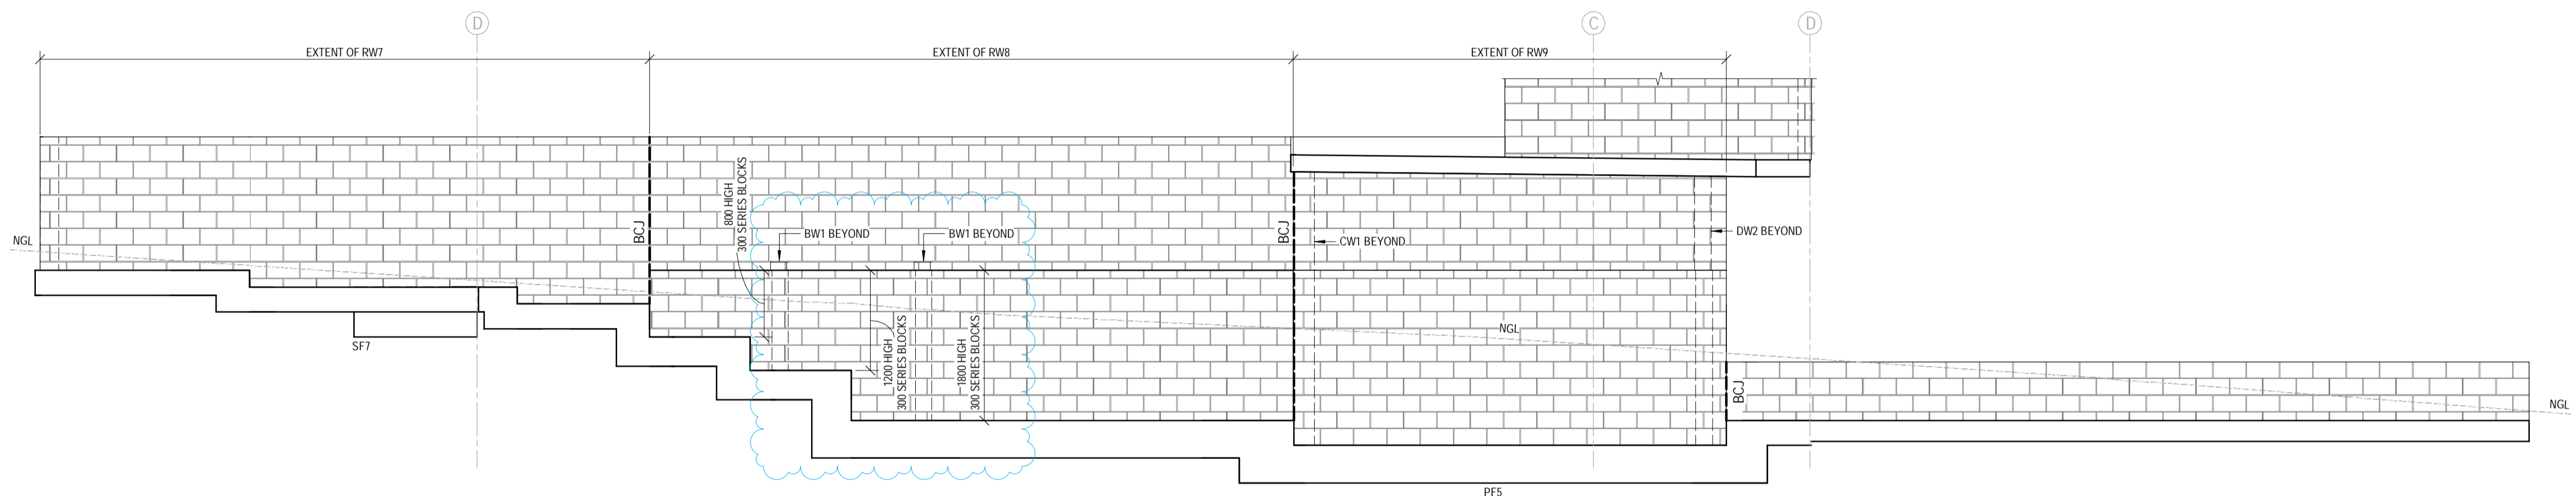 D
C
D
EXTENT OF RW7
EXTENT OF RW8
EXTENT OF RW9
800 HIGH
300 SERIES BLOCKS
BCJ
BW1 BEYOND
BW1 BEYOND
BCJ
CW1 BEYOND
DW2 BEYOND
NGL
NGL
SF7
1200 HIGH
300 SERIES BLOCKS
1800 HIGH
300 SERIES BLOCKS
BCJ
NGL
PF5